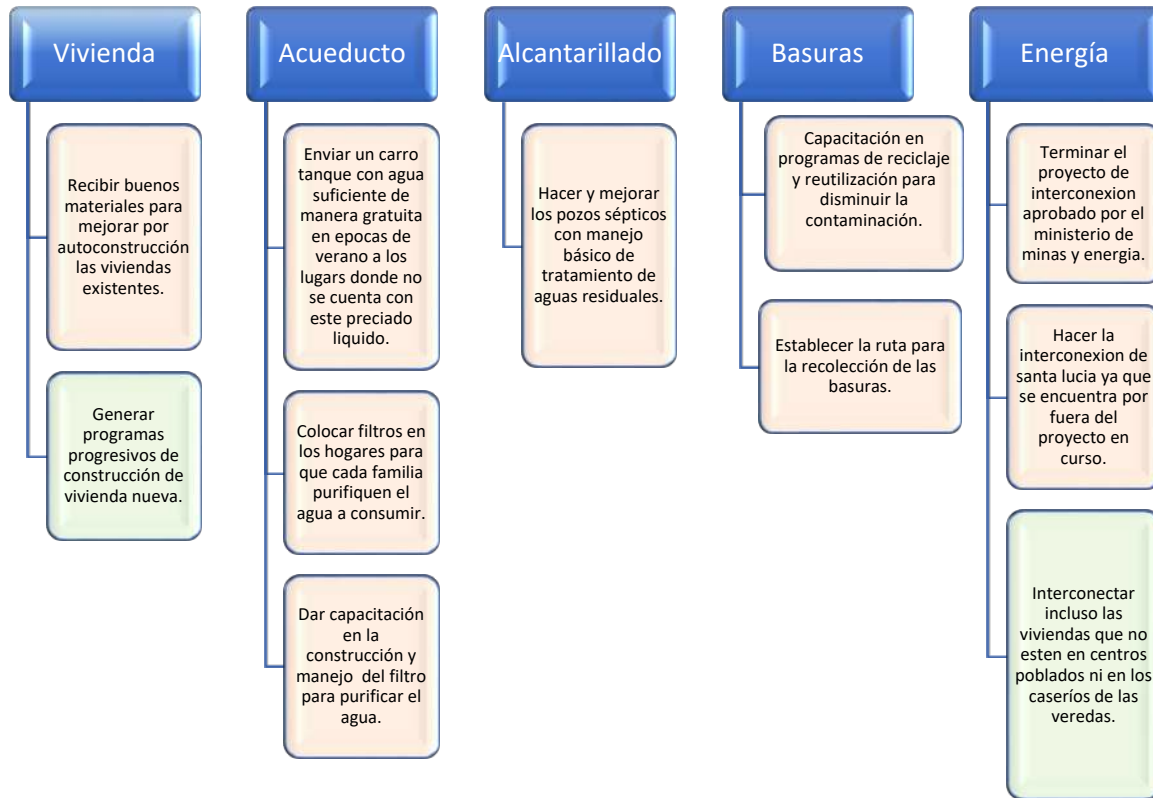 Vivienda
Recibir buenos
materiales para
mejorar por
autoconstrucción
las viviendas
existentes.
Generar
programas
progresivos de
construcción de
vivienda nueva.
Acueducto
Enviar un carro
tanque con agua
suficiente de
manera gratuita
en epocas de
verano a los
lugars donde no
se cuenta con
este preciado
liquido.
Colocar filtros en
los hogares para
que cada familia
purifiquen el
agua a consumir.
Dar capacitación
en la
construcción y
manejo del filtro
para purificar el
agua.
Alcantarillado
Hacer y mejorar
los pozos sépticos
con manejo
básico de
tratamiento de
aguas residuales.
Basuras
Capacitación en
programas de reciclaje
y reutilización para
disminuir la
contaminación.
Establecer la ruta para
la recolección de las
basuras.
Energía
Terminar el
proyecto de
interconexion
aprobado por el
ministerio de
minas y energia.
Hacer la
interconexion de
santa lucia ya que
se encuentra por
fuera del
proyecto en
curso.
Interconectar
incluso las
viviendas que no
esten en centros
poblados ni en los
caseríos de las
veredas.